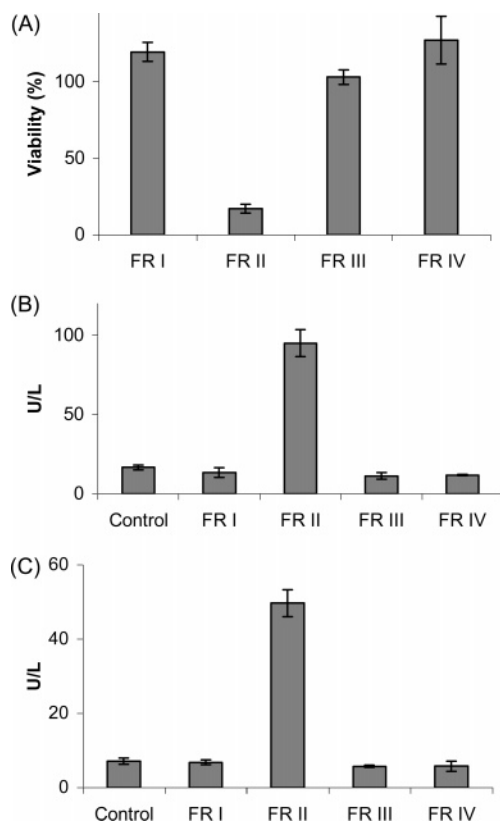 (A)
Viability (%)
100
50
0
FR I FR II FR III FR IV
(B)
U/L
100
50
0
Control FR I FR II FR III FR IV
(C)
U/L
60
40
20
0
Control FR I FR II FR III FR IV